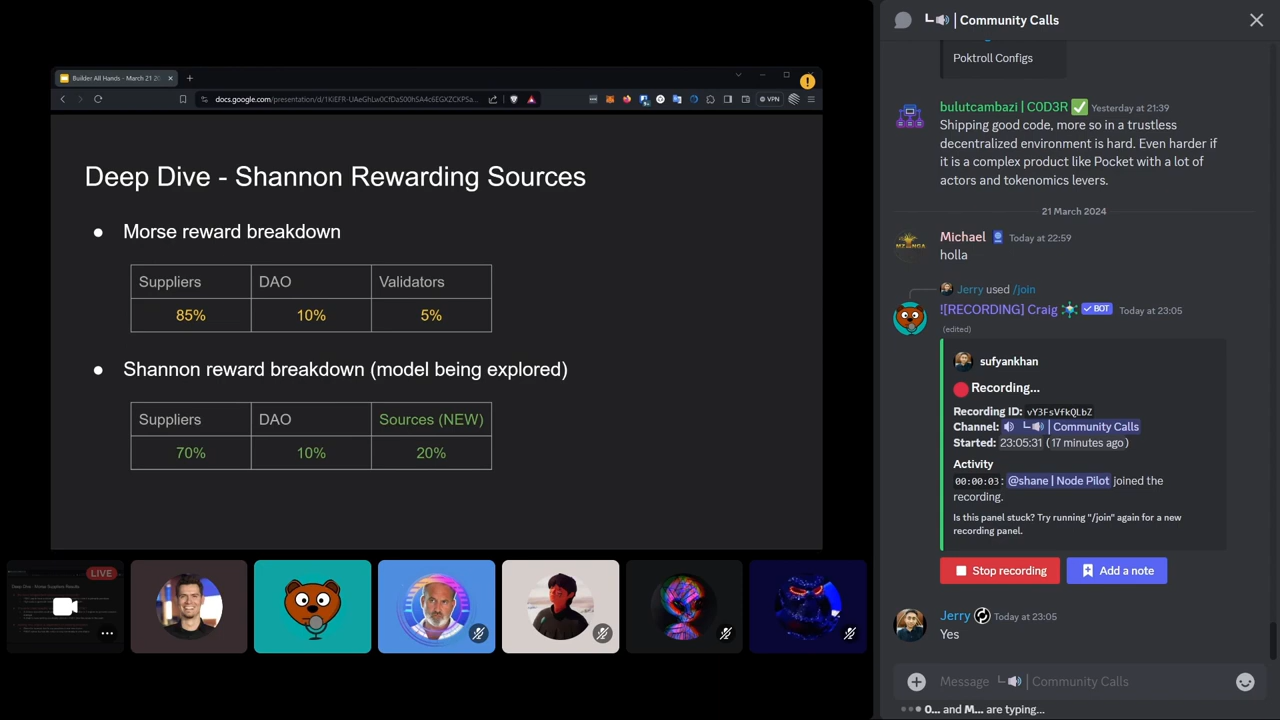 Builder All Hands - March 21 20
docs.google.com/presentation/d/
VPN
Deep Dive - Shannon Rewarding Sources
● Morse reward breakdown
Suppliers DAO Validators
85% 10% 5%
● Shannon reward breakdown (model being explored)
Suppliers DAO Sources (NEW)
70% 10% 20%
LIVE
Community Calls
Poktroll Configs
bulutcambazi | C0D3R Yesterday at 21:39
Shipping good code, more so in a trustless
decentralized environment is hard. Even harder if
it is a complex product like Pocket with a lot of
actors and tokenomics levers.
21 March 2024
Michael Today at 22:59
holla
Jerry used /join
![RECORDING] Craig BOT Today at 23:05
(edited)
sufyankhan
Recording...
Recording ID: vY3FsVfkQLbZ
Channel: Community Calls
Started: 23:05:31 (17 minutes ago)
Activity
00:00:03: @shane | Node Pilot joined the
recording.
Is this panel stuck? Try running "/join" again for a new
recording panel.
Stop recording Add a note
Jerry Today at 23:05
Yes
Message Community Calls
O... and M... are typing...